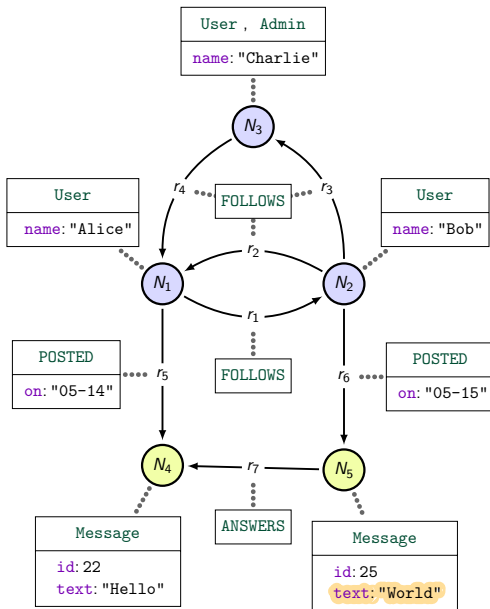 User , Admin
name: "Charlie"
N3
r4
r3
FOLLOWS
User
name: "Alice"
User
name: "Bob"
r2
N1
N2
r1
POSTED
on: "05-14"
r5
FOLLOWS
r6
POSTED
on: "05-15"
N4
r7
N5
ANSWERS
Message
id: 22
text: "Hello"
Message
id: 25
text: "World"